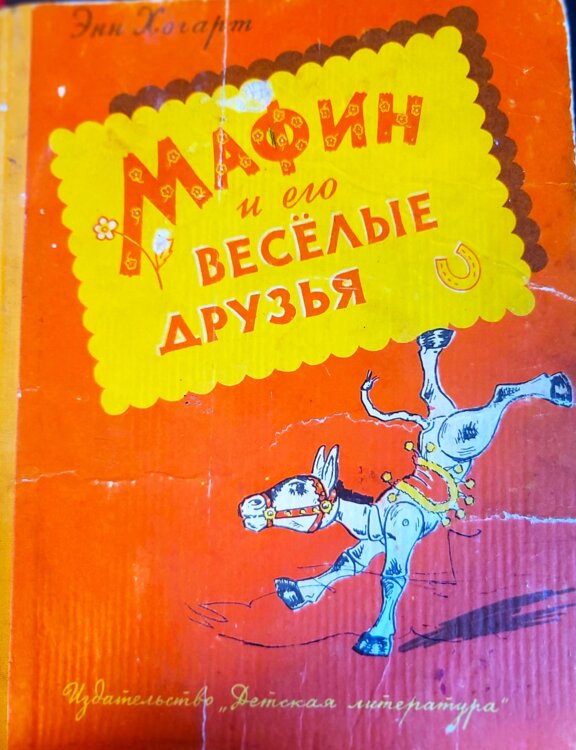 Энн Хогарт
МАФИН
и его
ВЕСЁЛЫЕ
ДРУЗЬЯ
Издательство „Детская литература"